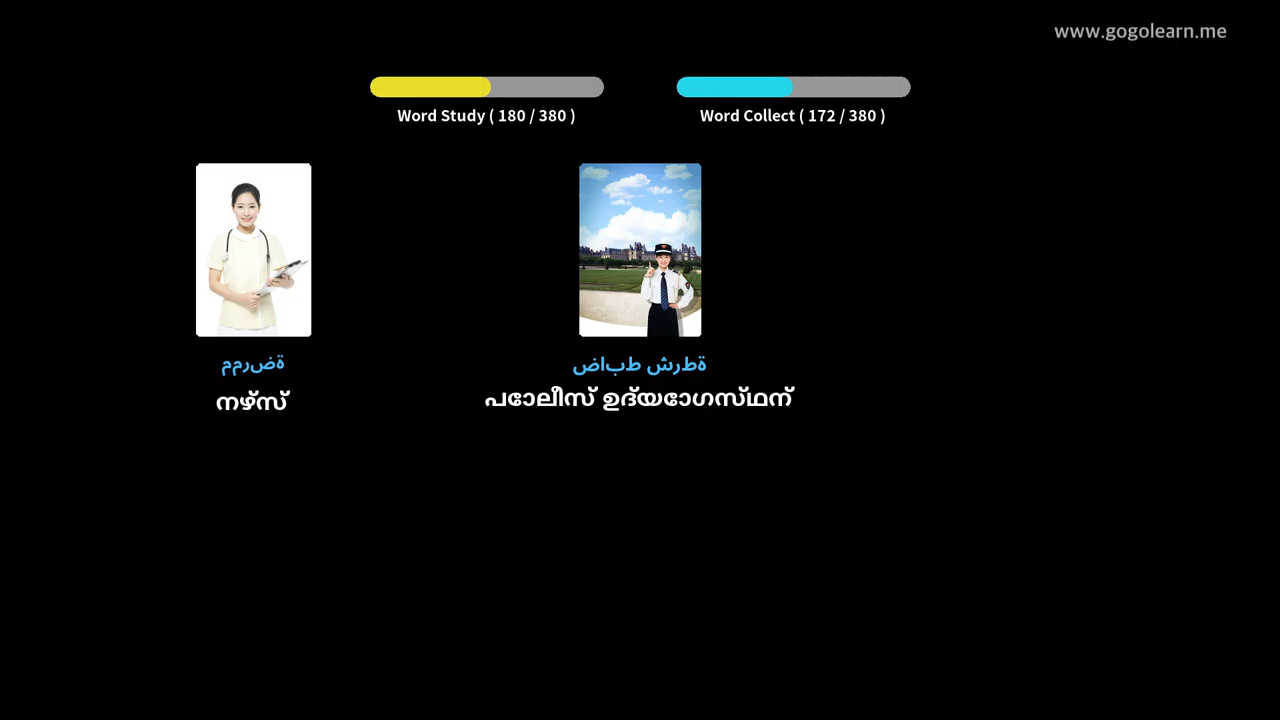 www.gogolearn.me
Word Study ( 180 / 380 )
Word Collect ( 172 / 380 )
ممرضة
ضابط شرطة
നഴ്സ്
പോലീസ് ഉദ്യോഗസ്ഥന്